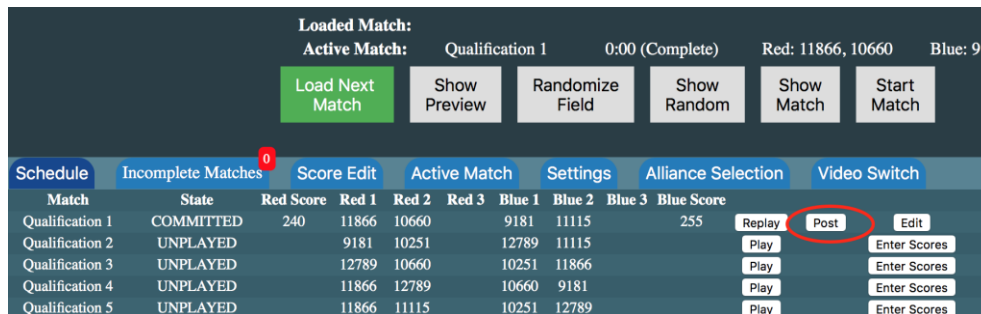 Loaded Match:
Active Match: Qualification 1 0:00 (Complete) Red: 11866, 10660 Blue: 9
Load Next Match Show Preview Randomize Field Show Random Show Match Start Match
0
Schedule Incomplete Matches Score Edit Active Match Settings Alliance Selection Video Switch
Match State Red Score Red 1 Red 2 Red 3 Blue 1 Blue 2 Blue 3 Blue Score
Qualification 1 COMMITTED 240 11866 10660 9181 11115 255 Replay Post Edit
Qualification 2 UNPLAYED 9181 10251 12789 11115 Play Enter Scores
Qualification 3 UNPLAYED 12789 10660 10251 11866 Play Enter Scores
Qualification 4 UNPLAYED 11866 12789 10660 9181 Play Enter Scores
Qualification 5 UNPLAYED 11866 11115 10251 12789 Play Enter Scores